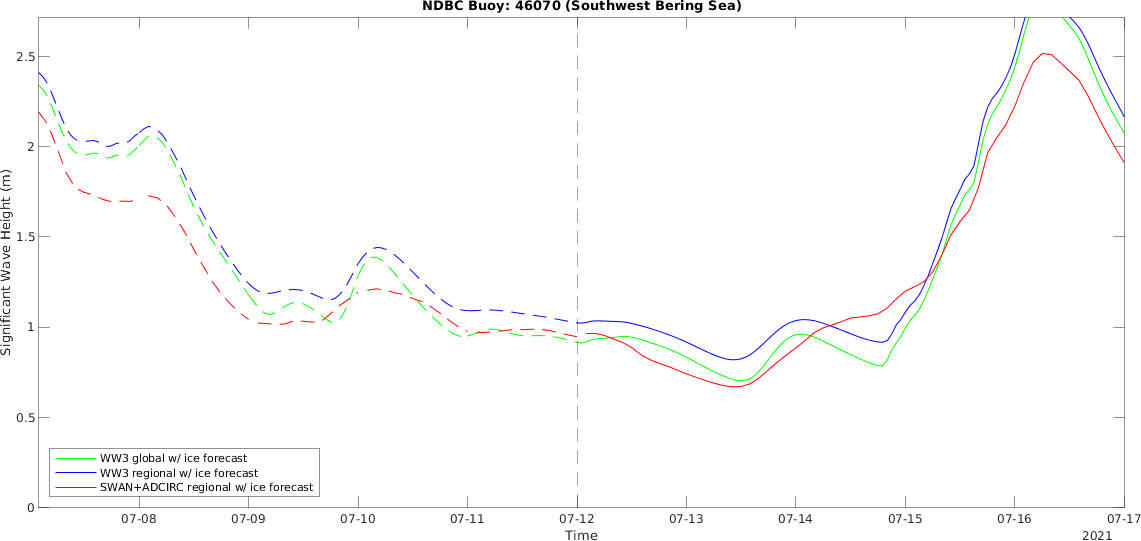 NDBC Buoy: 46070 (Southwest Bering Sea)
Significant Wave Height (m)
2.5
2
1.5
1
0.5
0
WW3 global w/ ice forecast
WW3 regional w/ ice forecast
SWAN+ADCIRC regional w/ ice forecast
07-08 07-09 07-10 07-11 07-12 07-13 07-14 07-15 07-16 07-17
Time
2021